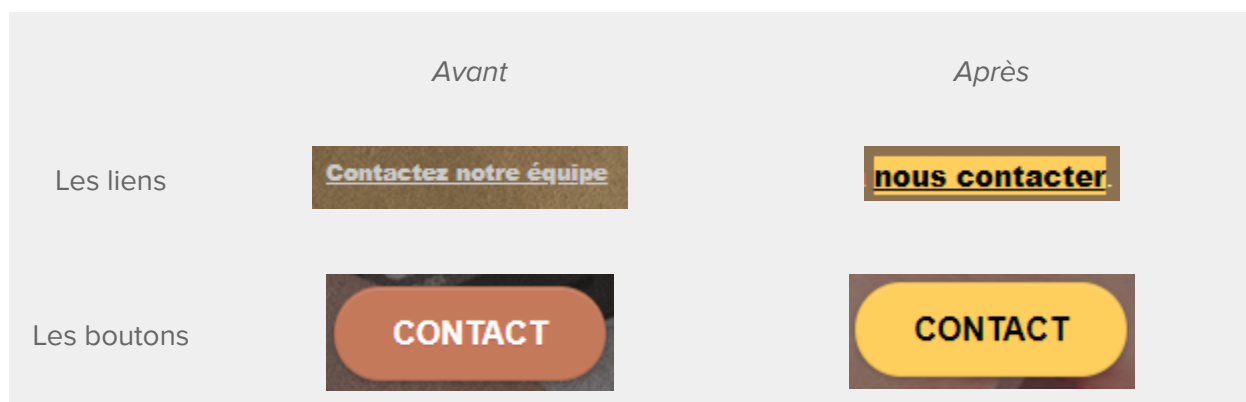 Avant Après
Les liens Contactez notre équipe nous contacter.
Les boutons CONTACT CONTACT